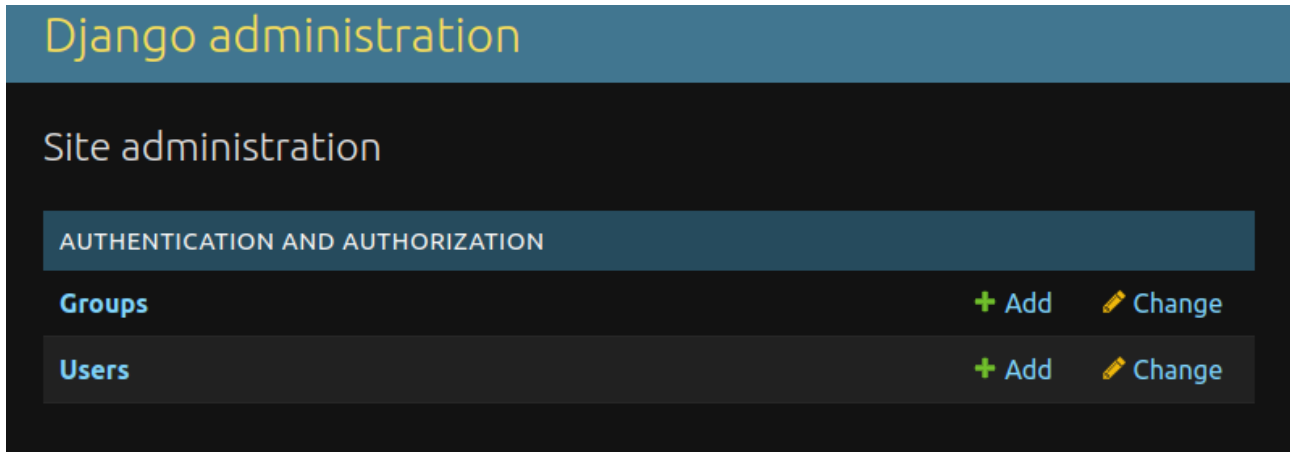 Django administration
Site administration
AUTHENTICATION AND AUTHORIZATION
Groups Add Change
Users Add Change